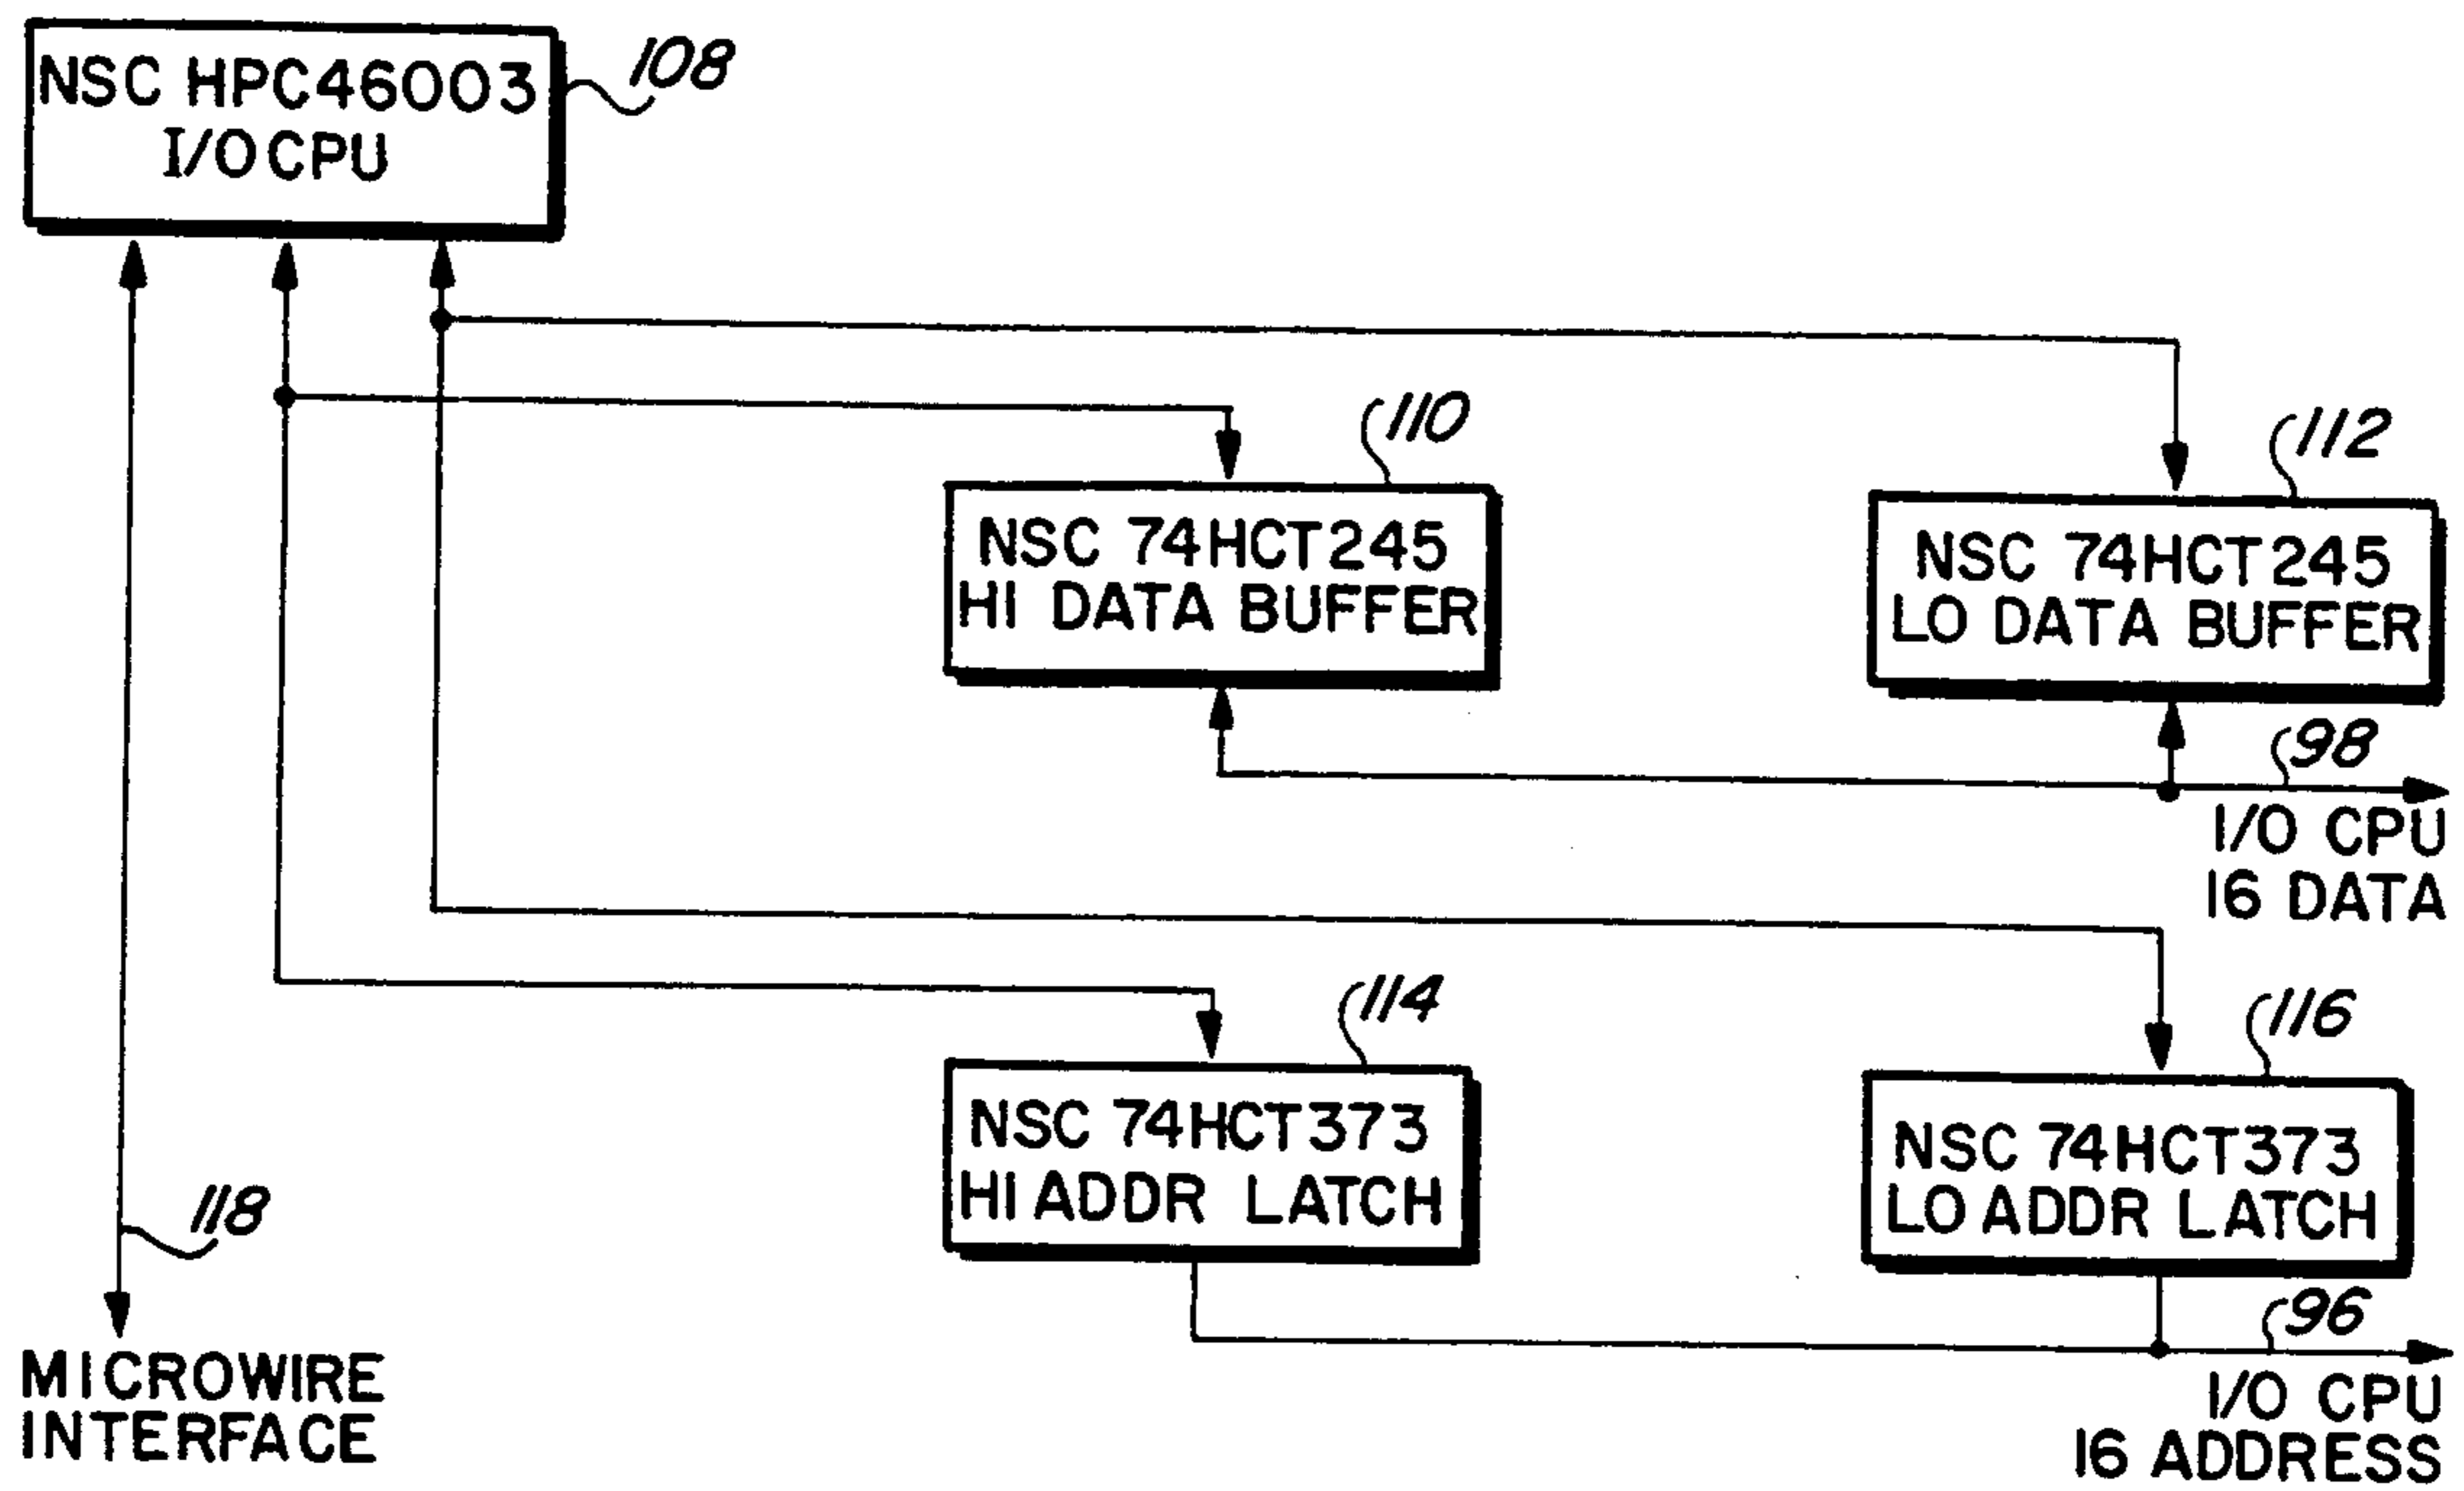 NSC HPC46003
I/O CPU
108
110
112
NSC 74HCT245
HI DATA BUFFER
NSC 74HCT245
LO DATA BUFFER
98
I/O CPU
16 DATA
114
116
NSC 74HCT373
HI ADDR LATCH
NSC 74HCT373
LO ADDR LATCH
118
96
MICROWIRE
INTERFACE
I/O CPU
16 ADDRESS